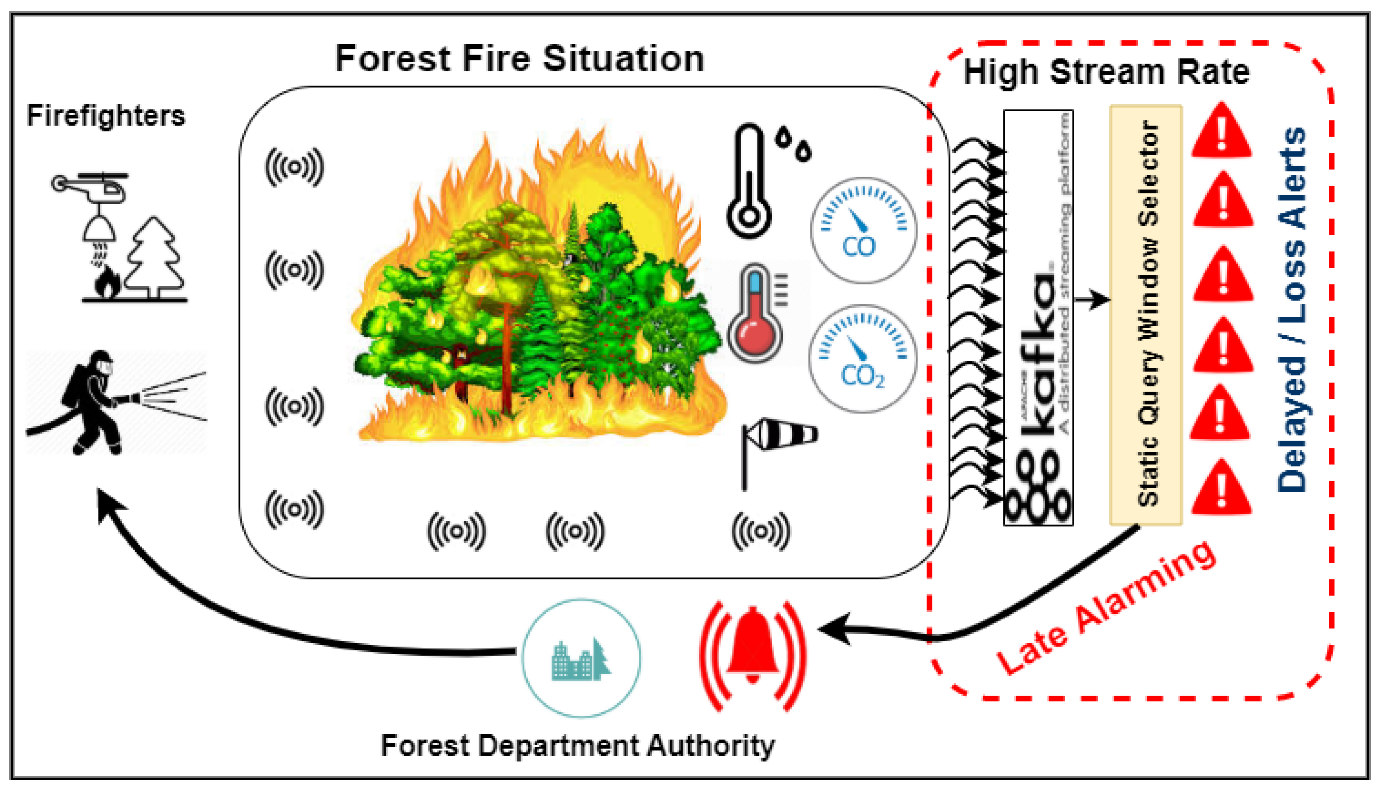 Forest Fire Situation
High Stream Rate
Firefighters
CO
CO₂
APACHE
kafka
A distributed streaming platform
Static Query Window Selector
Delayed / Loss Alerts
Late Alarming
Forest Department Authority